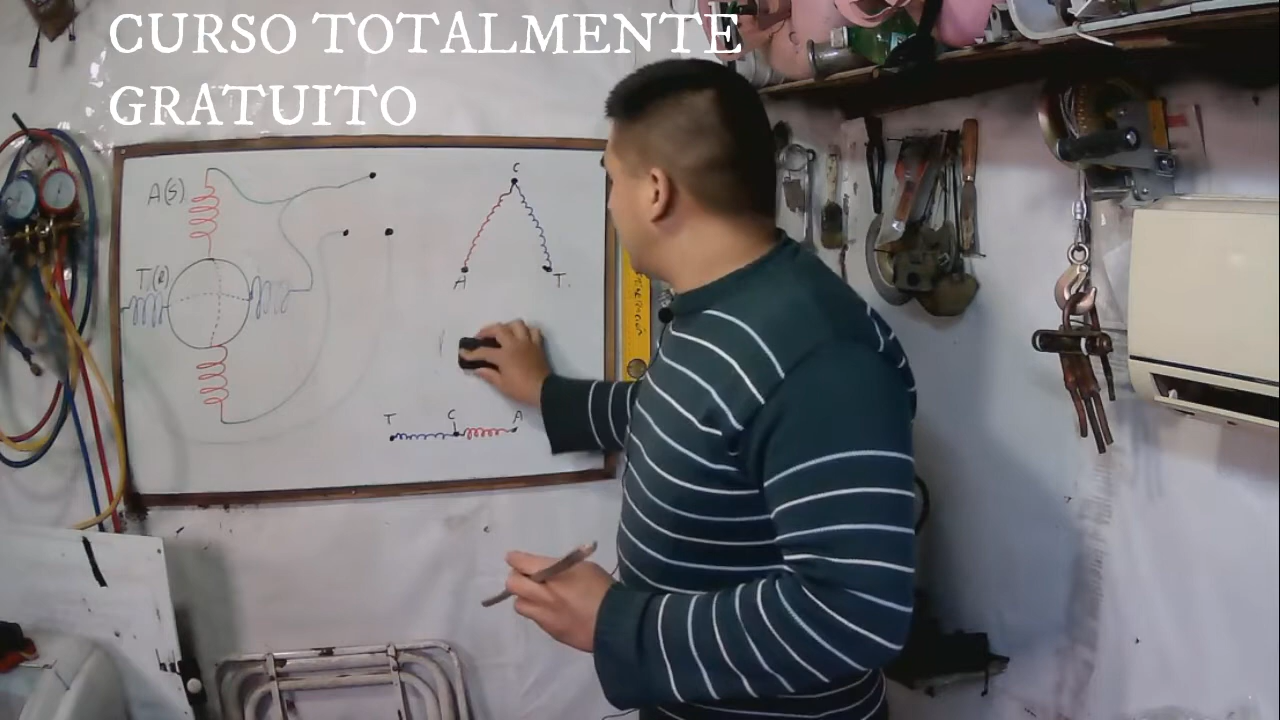 CURSO TOTALMENTE
GRATUITO
A(S)
T(R)
C
A
T.
T C A